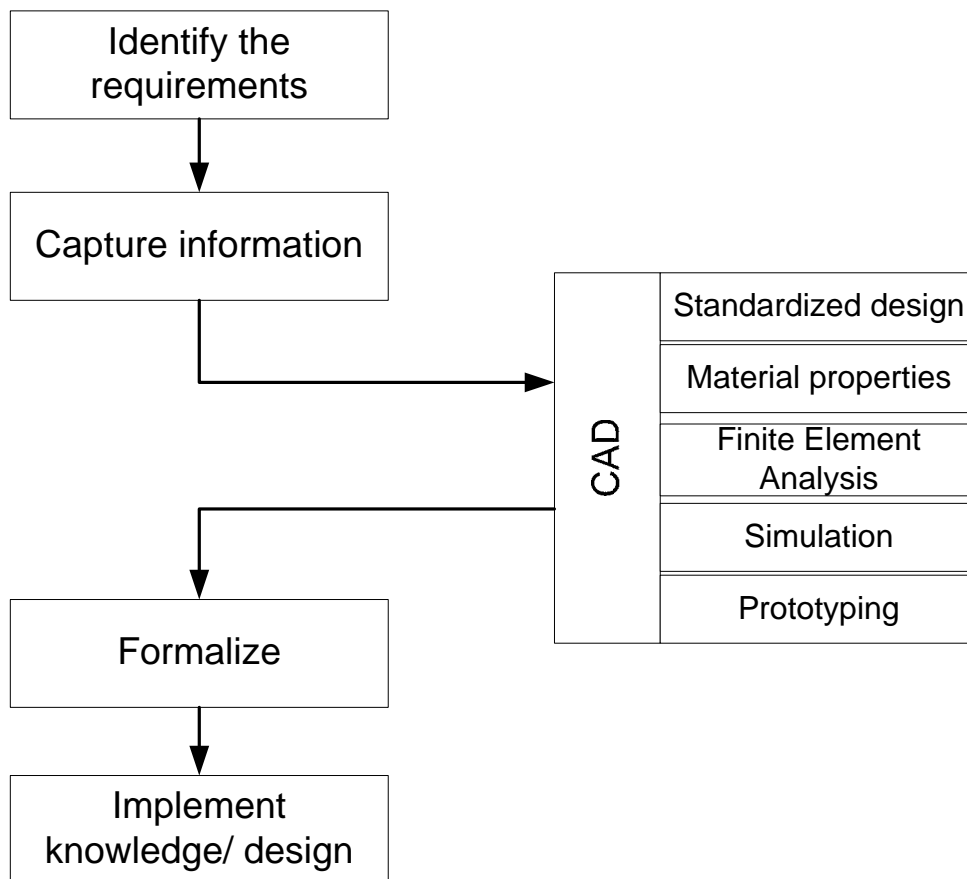 Identify the
requirements
Capture information
CAD
Standardized design
Material properties
Finite Element
Analysis
Simulation
Prototyping
Formalize
Implement
knowledge/ design